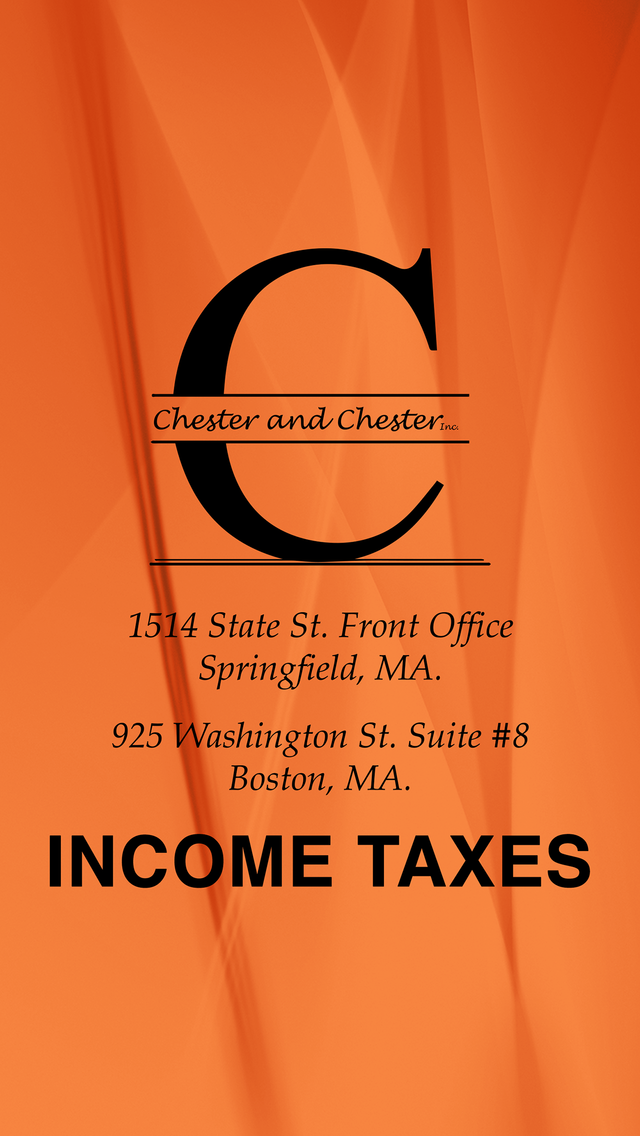 C
Chester and Chester Inc.
1514 State St. Front Office
Springfield, MA.
925 Washington St. Suite #8
Boston, MA.
INCOME TAXES